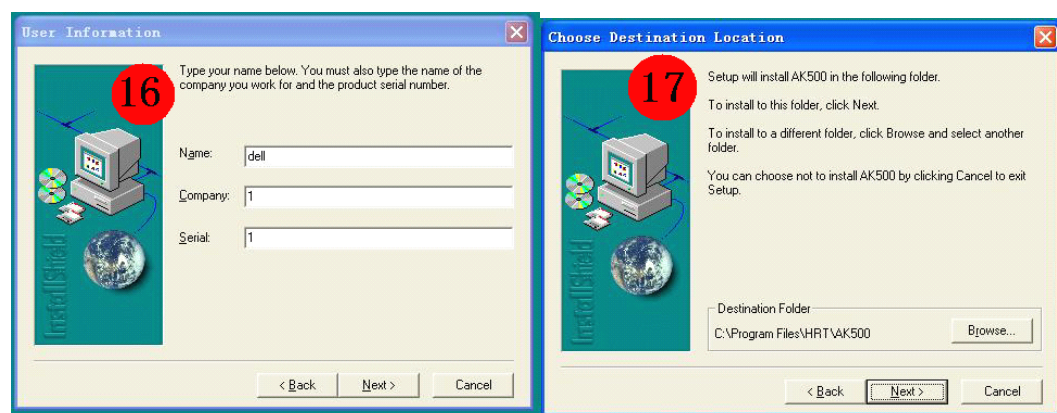 User Information
16
Type your name below. You must also type the name of the
company you work for and the product serial number.
Name: dell
Company: 1
Serial: 1
InstallShield
< Back Next > Cancel
Choose Destination Location
17
Setup will install AK500 in the following folder.
To install to this folder, click Next.
To install to a different folder, click Browse and select another
folder.
You can choose not to install AK500 by clicking Cancel to exit
Setup.
InstallShield
Destination Folder
C:\Program Files\HRT\AK500 Browse...
< Back Next > Cancel